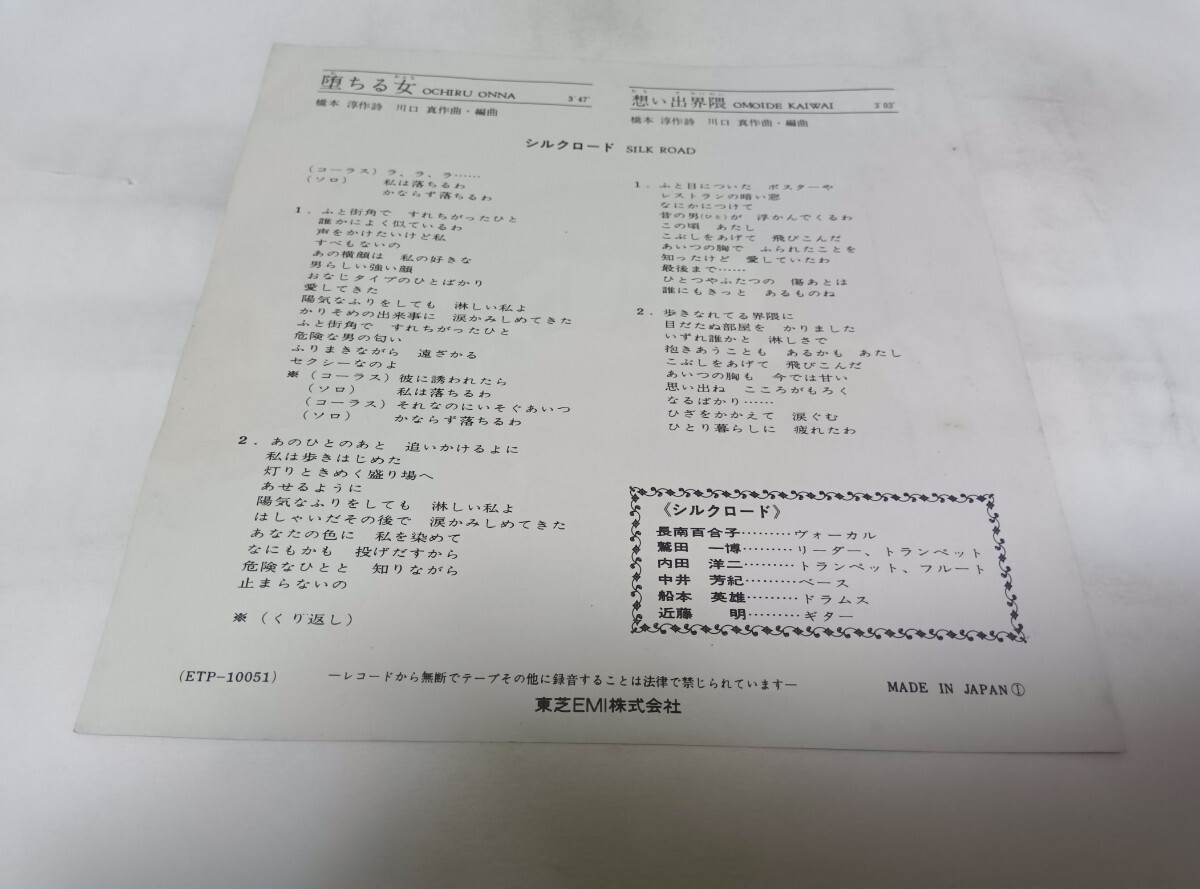 堕ちる女 OCHIRU ONNA 3′47″
橋本 淳作詩 川口 真作曲・編曲
想い出界隈 OMOIDE KAIWAI 3′03″
橋本 淳作詩 川口 真作曲・編曲
シルクロード SILK ROAD
(コーラス) ラ、ラ、ラ……
(ソロ) 私は落ちるわ
かならず落ちるわ
1. ふと街角で すれちがったひと
誰かによく似ているわ
声をかけたいけど私
すべもないの
あの横顔は 私の好きな
男らしい強い顔
おなじタイプのひとばかり
愛してきた
陽気なふりをしても 淋しい私よ
かりそめの出来事に 涙かみしめてきた
ふと街角で すれちがったひと
危険な男の匂い
ふりまきながら 遠ざかる
セクシーなのよ
※ (コーラス) 彼に誘われたら
(ソロ) 私は落ちるわ
(コーラス) それなのにいそぐあいつ
(ソロ) かならず落ちるわ
2. あのひとのあと 追いかけるよに
私は歩きはじめた
灯りときめく盛り場へ
あせるように
陽気なふりをしても 淋しい私よ
はしゃいだその後で 涙かみしめてきた
あなたの色に 私を染めて
なにもかも 投げだすから
危険なひとと 知りながら
止まらないの
※ (くり返し)
1. ふと目についた ポスターや
レストランの暗い窓
なにかにつけて
昔の男(ひと)が 浮かんでくるわ
この頃 あたし
こぶしをあげて 飛びこんだ
あいつの胸で ふられたことを
知ったけど 愛していたわ
最後まで……
ひとつやふたつの 傷あとは
誰にもきっと あるものね
2. 歩きなれてる界隈に
目だたぬ部屋を かりました
いずれ誰かと 淋しさで
抱きあうことも あるかも あたし
こぶしをあげて 飛びこんだ
あいつの胸も 今では甘い
思い出ね こころがもろく
なるばかり……
ひざをかかえて 涙ぐむ
ひとり暮らしに 疲れたわ
《シルクロード》
長南百合子………ヴォーカル
鷲田 一博………リーダー、トランペット
内田 洋二………トランペット、フルート
中井 芳紀………ベース
船本 英雄………ドラムス
近藤 明………ギター
(ETP-10051)
―レコードから無断でテープその他に録音することは法律で禁じられています―
MADE IN JAPAN①
東芝EMI株式会社